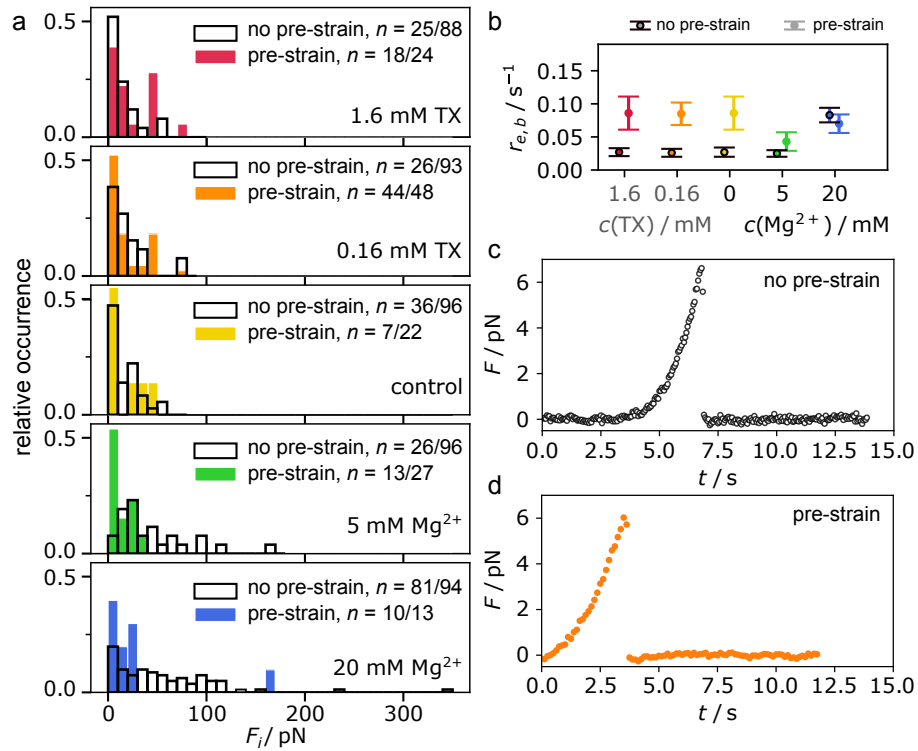 a
relative occurrence
0.5
0.0
no pre-strain, n = 25/88
pre-strain, n = 18/24
1.6 mM TX
0.5
0.0
no pre-strain, n = 26/93
pre-strain, n = 44/48
0.16 mM TX
0.5
0.0
no pre-strain, n = 36/96
pre-strain, n = 7/22
control
0.5
0.0
no pre-strain, n = 26/96
pre-strain, n = 13/27
5 mM Mg²⁺
0.5
0.0
no pre-strain, n = 81/94
pre-strain, n = 10/13
20 mM Mg²⁺
0 100 200 300
Fᵢ / pN
b
no pre-strain pre-strain
r_{e,b} / s⁻¹
0.15
0.10
0.05
0.00
1.6 0.16 0 5 20
c(TX) / mM c(Mg²⁺) / mM
c
no pre-strain
F / pN
6
4
2
0
0.0 2.5 5.0 7.5 10.0 12.5 15.0
t / s
d
pre-strain
F / pN
6
4
2
0
0.0 2.5 5.0 7.5 10.0 12.5 15.0
t / s